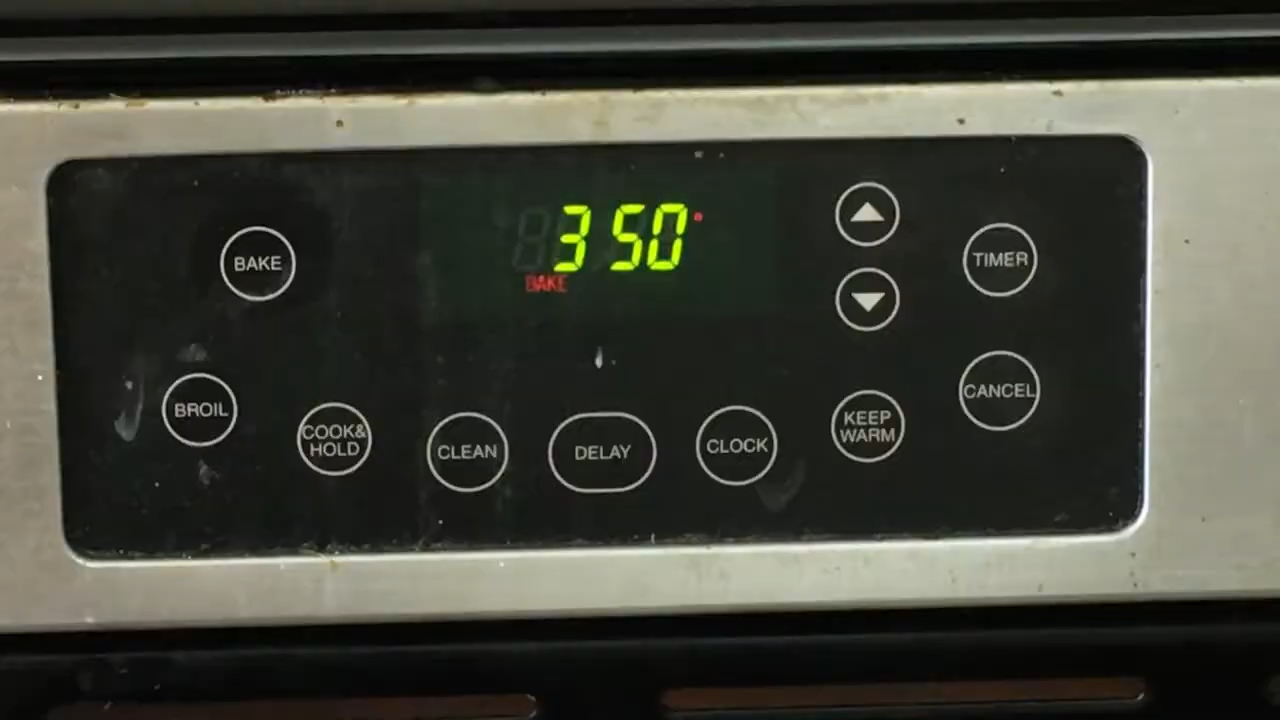 350°
BAKE
BAKE
TIMER
BROIL
COOK&
HOLD
CLEAN
DELAY
CLOCK
KEEP
WARM
CANCEL